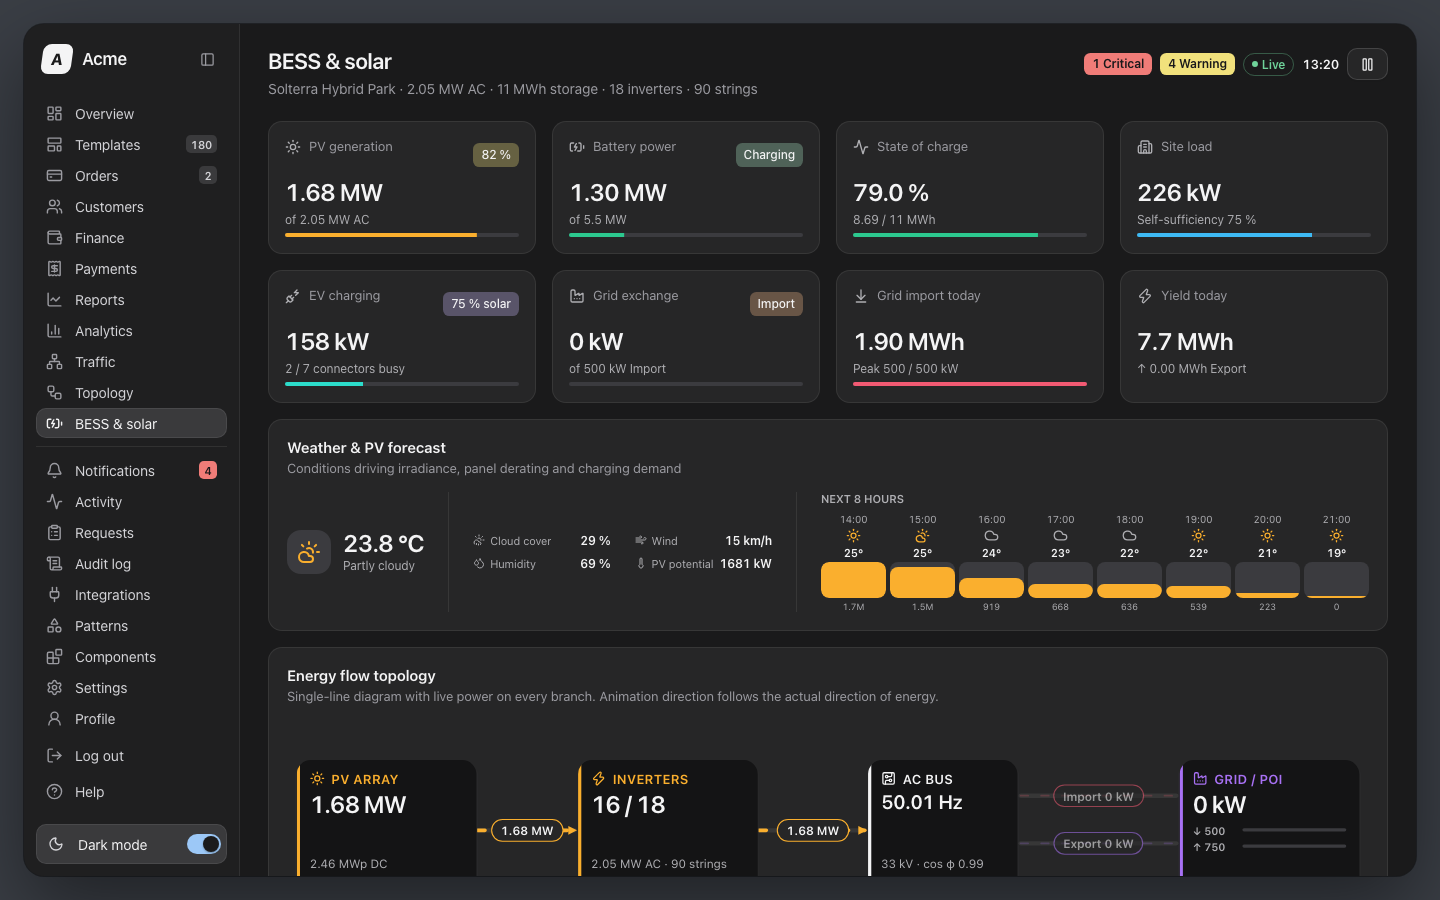 A Acme
Overview
Templates 180
Orders 2
Customers
Finance
Payments
Reports
Analytics
Traffic
Topology
BESS & solar
Notifications 4
Activity
Requests
Audit log
Integrations
Patterns
Components
Settings
Profile
Log out
Help
Dark mode
BESS & solar
Solterra Hybrid Park · 2.05 MW AC · 11 MWh storage · 18 inverters · 90 strings
1 Critical 4 Warning Live 13:20
PV generation 82 %
1.68 MW
of 2.05 MW AC
Battery power Charging
1.30 MW
of 5.5 MW
State of charge
79.0 %
8.69 / 11 MWh
Site load
226 kW
Self-sufficiency 75 %
EV charging 75 % solar
158 kW
2 / 7 connectors busy
Grid exchange Import
0 kW
of 500 kW Import
Grid import today
1.90 MWh
Peak 500 / 500 kW
Yield today
7.7 MWh
↑ 0.00 MWh Export
Weather & PV forecast
Conditions driving irradiance, panel derating and charging demand
23.8 °C
Partly cloudy
Cloud cover 29 % Wind 15 km/h
Humidity 69 % PV potential 1681 kW
NEXT 8 HOURS
14:00 15:00 16:00 17:00 18:00 19:00 20:00 21:00
25° 25° 24° 23° 22° 22° 21° 19°
1.7M 1.5M 919 668 636 539 223 0
Energy flow topology
Single-line diagram with live power on every branch. Animation direction follows the actual direction of energy.
PV ARRAY
1.68 MW
2.46 MWp DC
1.68 MW
INVERTERS
16 / 18
2.05 MW AC · 90 strings
1.68 MW
AC BUS
50.01 Hz
33 kV · cos φ 0.99
Import 0 kW
Export 0 kW
GRID / POI
0 kW
↓ 500
↑ 750